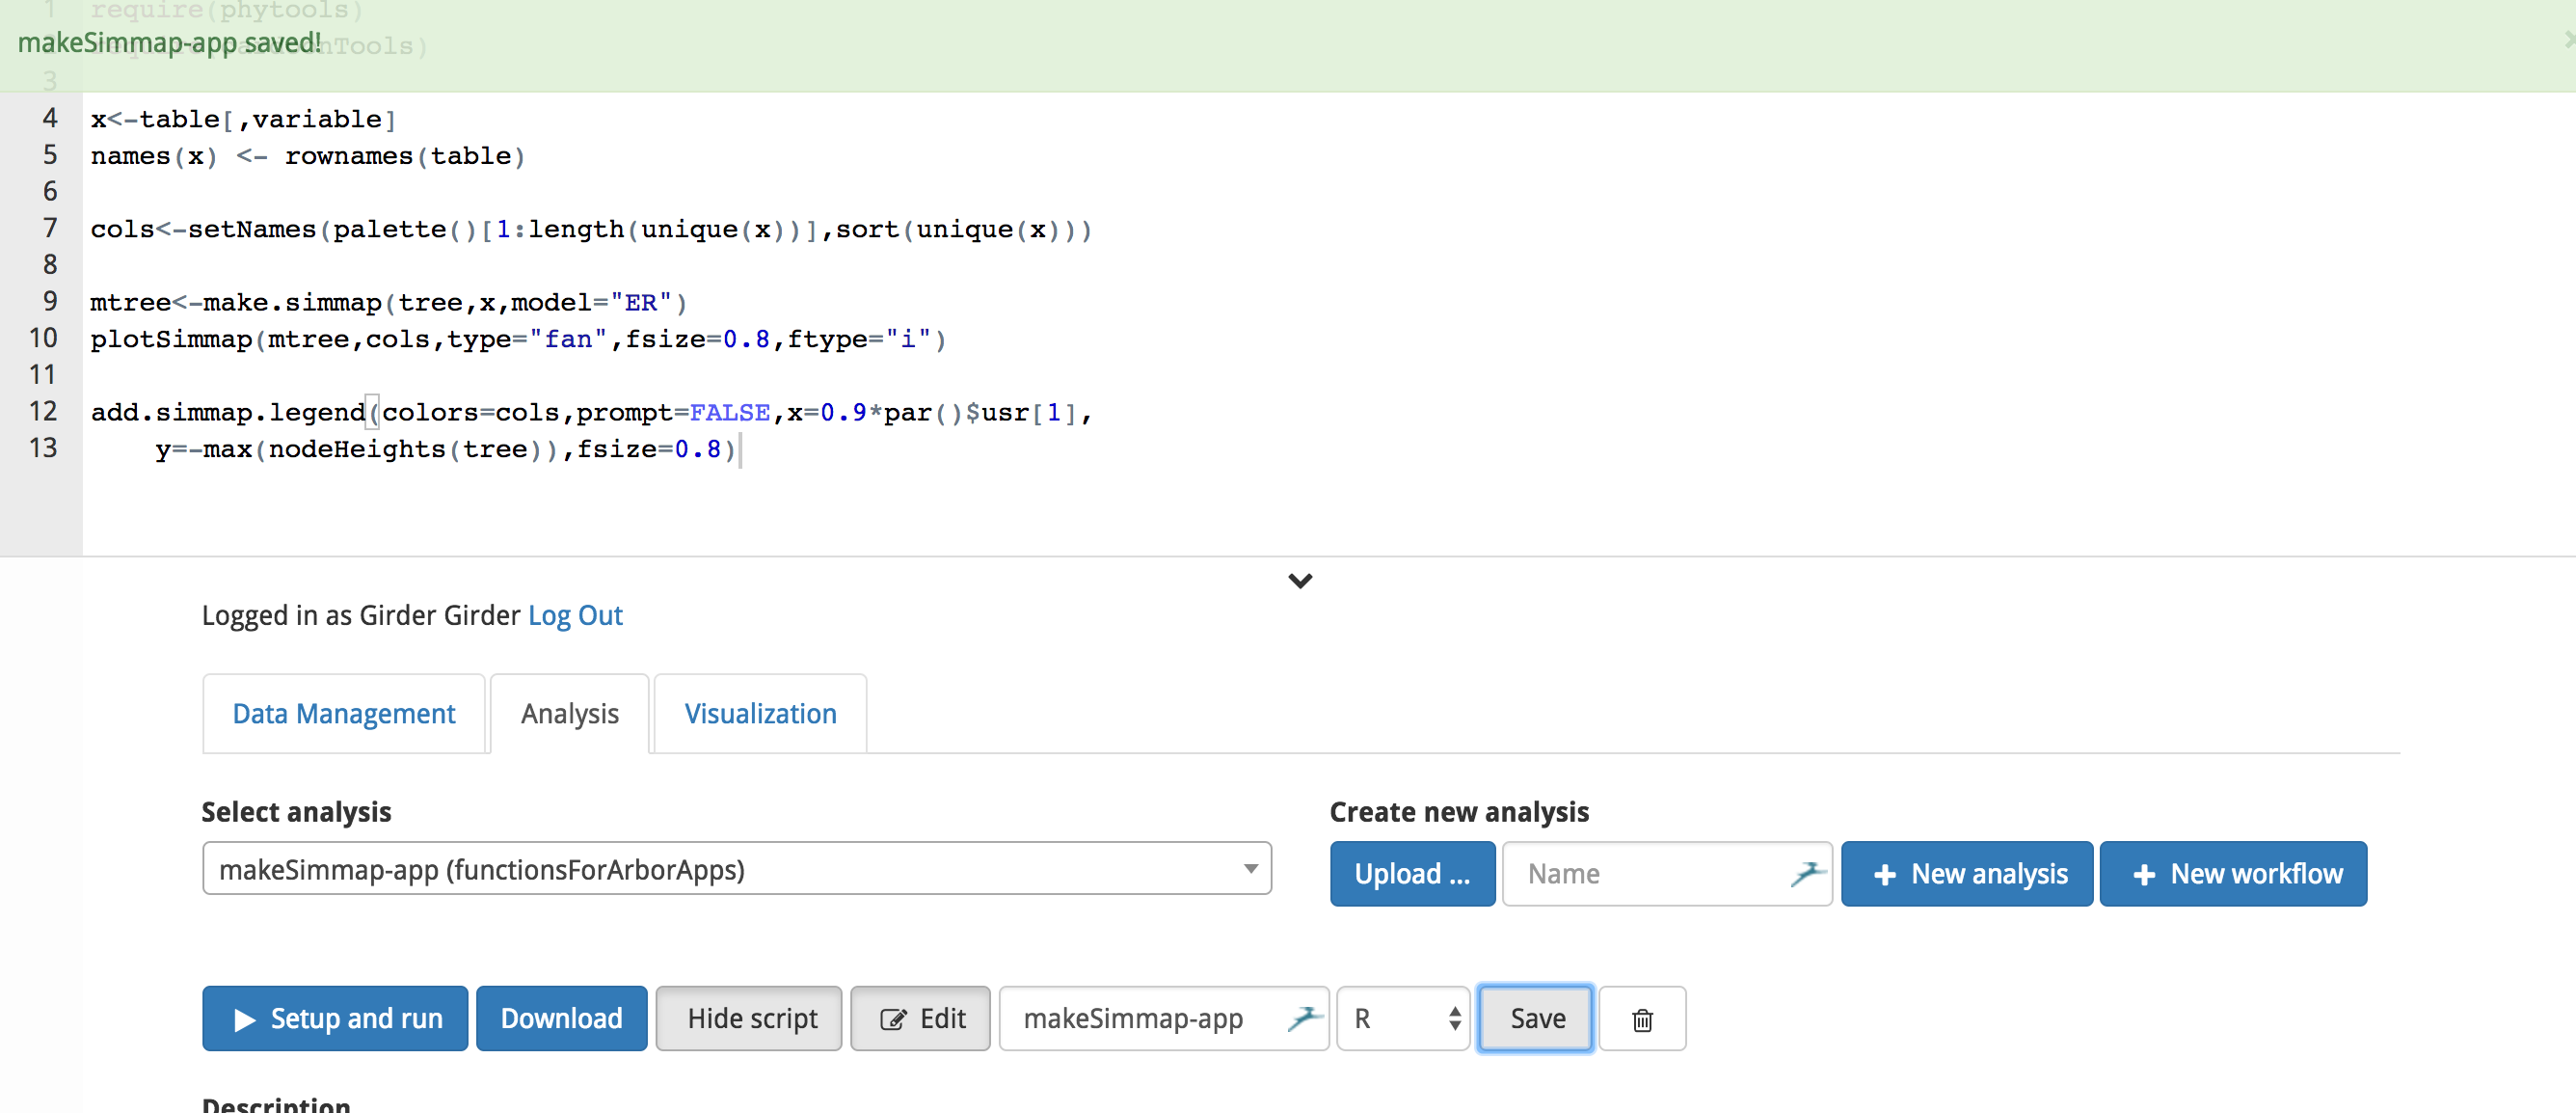 1 require(phytools)
makeSimmap-app saved!
3
4 x<-table[,variable]
5 names(x) <- rownames(table)
6
7 cols<-setNames(palette()[1:length(unique(x))],sort(unique(x)))
8
9 mtree<-make.simmap(tree,x,model="ER")
10 plotSimmap(mtree,cols,type="fan",fsize=0.8,ftype="i")
11
12 add.simmap.legend(colors=cols,prompt=FALSE,x=0.9*par()$usr[1],
13 y=-max(nodeHeights(tree)),fsize=0.8)
Logged in as Girder Girder Log Out
Data Management Analysis Visualization
Select analysis Create new analysis
makeSimmap-app (functionsForArborApps) Upload ... Name New analysis New workflow
Setup and run Download Hide script Edit makeSimmap-app R Save
Description